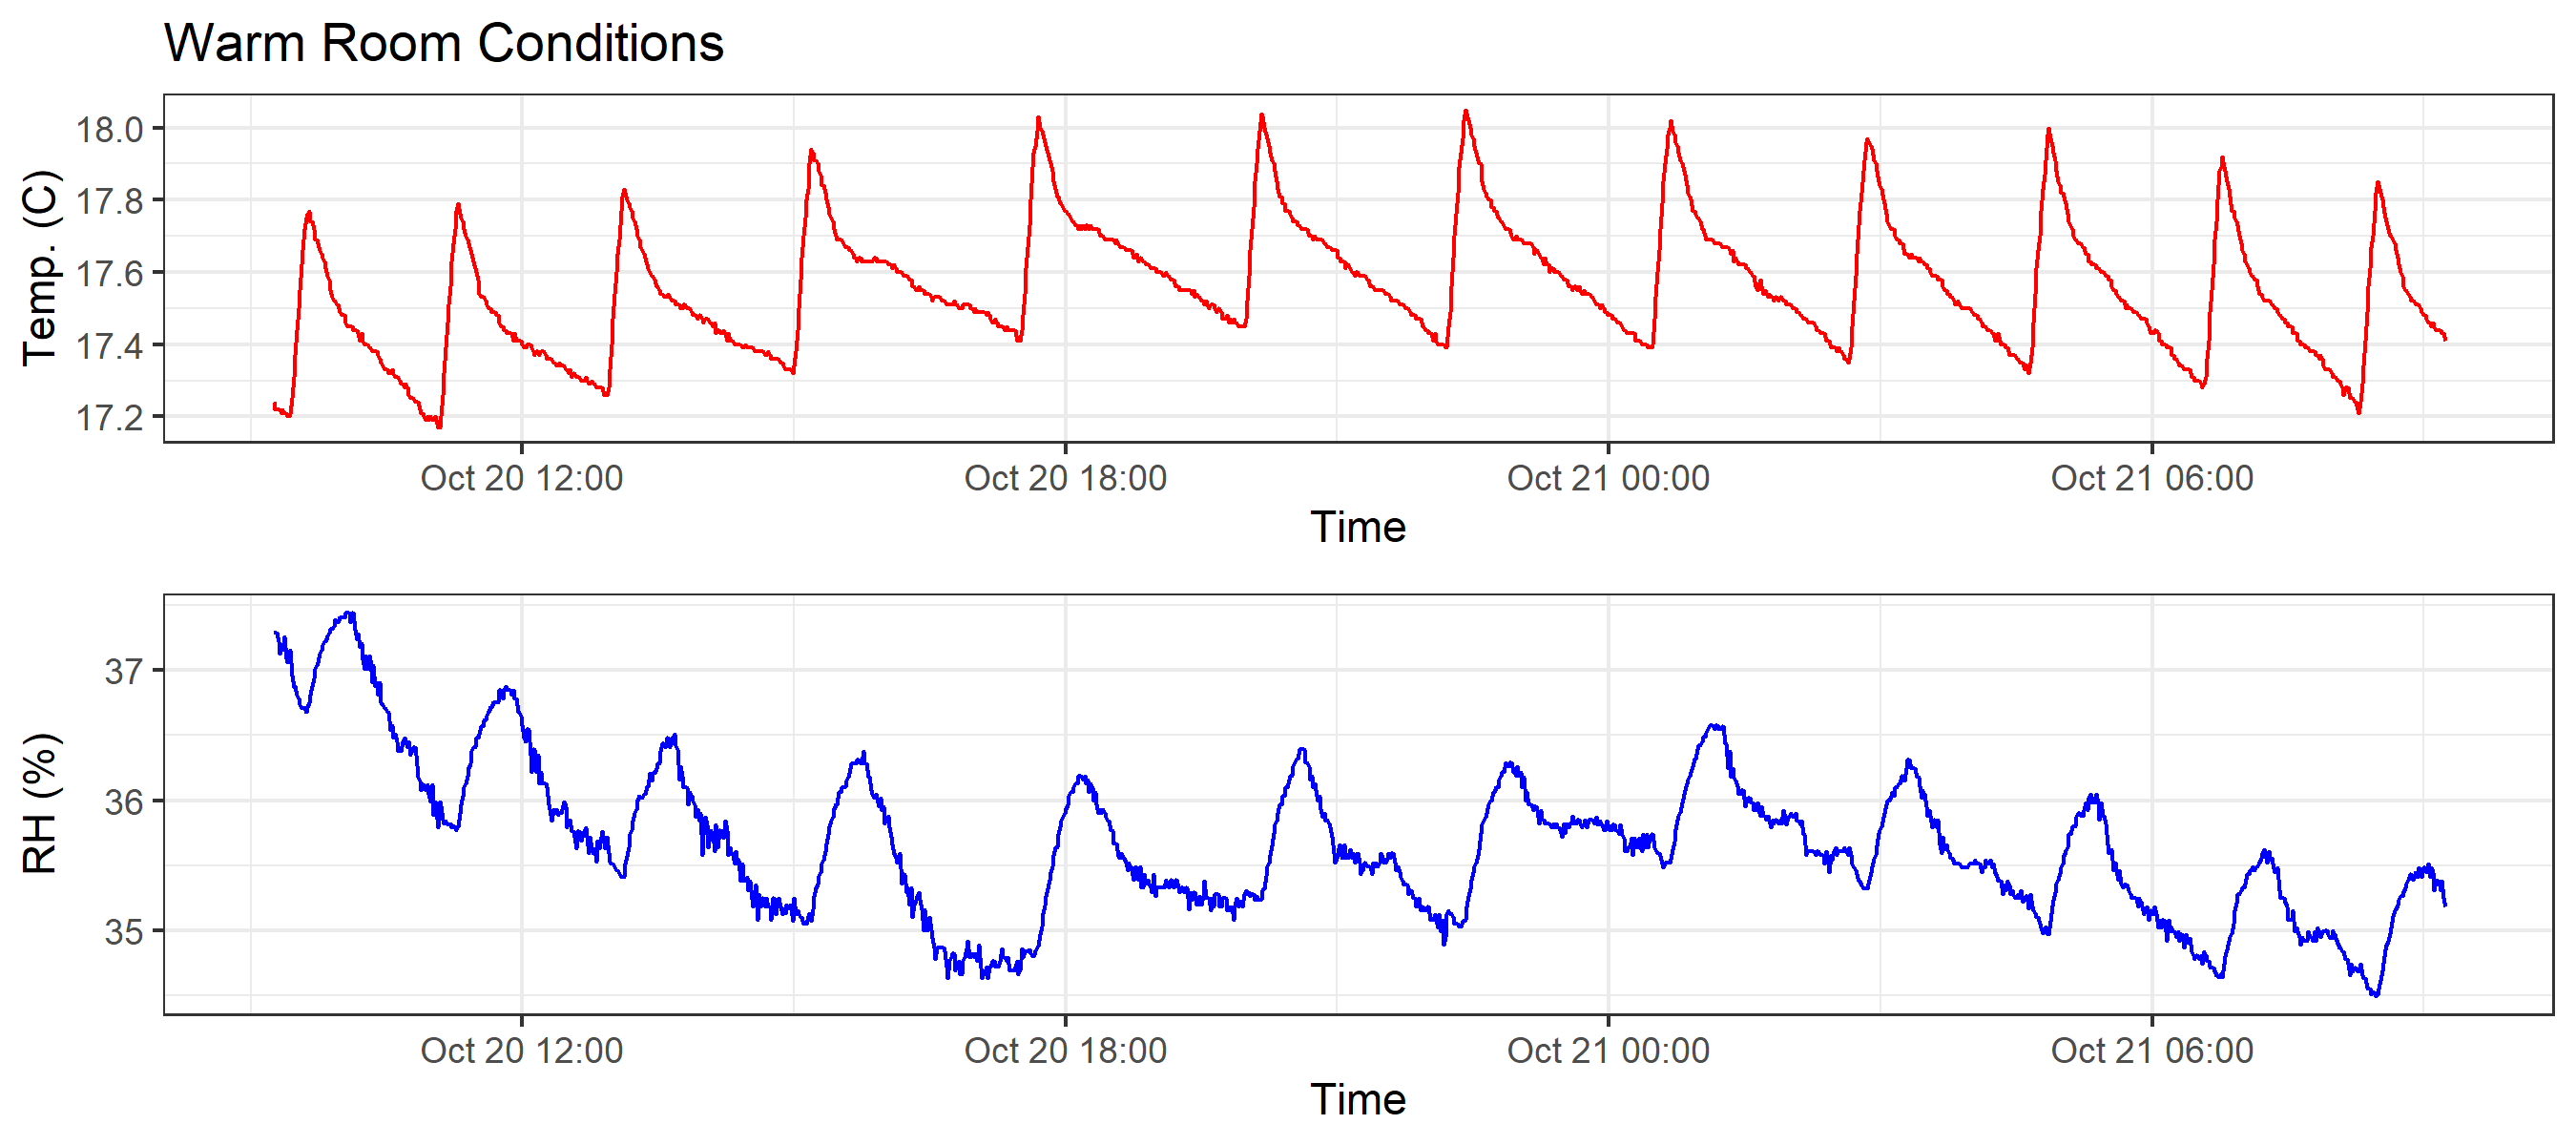 Warm Room Conditions
Temp. (C)
18.0
17.8
17.6
17.4
17.2
Oct 20 12:00 Oct 20 18:00 Oct 21 00:00 Oct 21 06:00
Time
RH (%)
37
36
35
Oct 20 12:00 Oct 20 18:00 Oct 21 00:00 Oct 21 06:00
Time